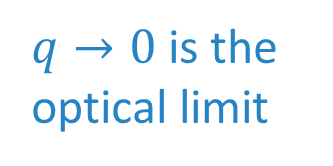 q → 0 is the
optical limit